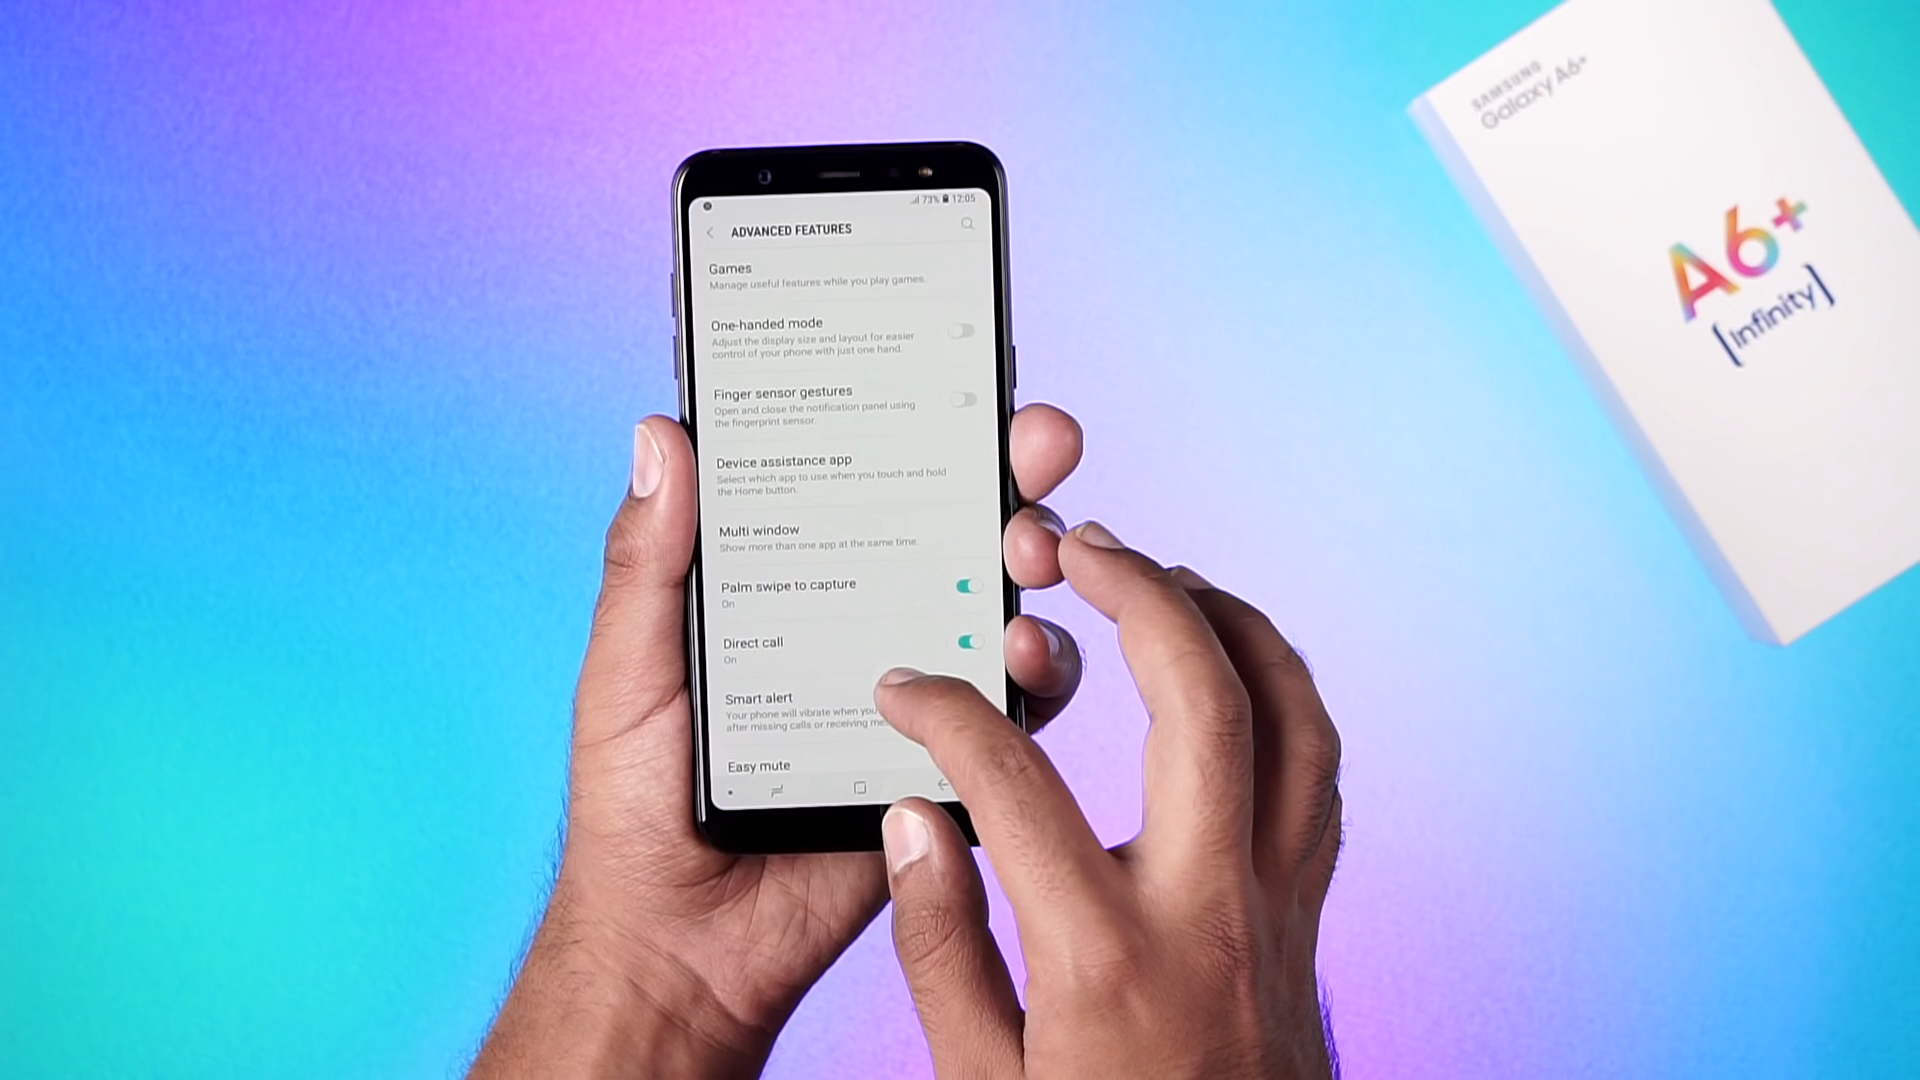 73% 12:05
ADVANCED FEATURES
Games
Manage useful features while you play games.
One-handed mode
Adjust the display size and layout for easier
control of your phone with just one hand.
Finger sensor gestures
Open and close the notification panel using
the fingerprint sensor.
Device assistance app
Select which app to use when you touch and hold
the Home button.
Multi window
Show more than one app at the same time.
Palm swipe to capture
On
Direct call
On
Smart alert
Your phone will vibrate when you
after missing calls or receiving
Easy mute
SAMSUNG
Galaxy A6+
A6+
[Infinity]